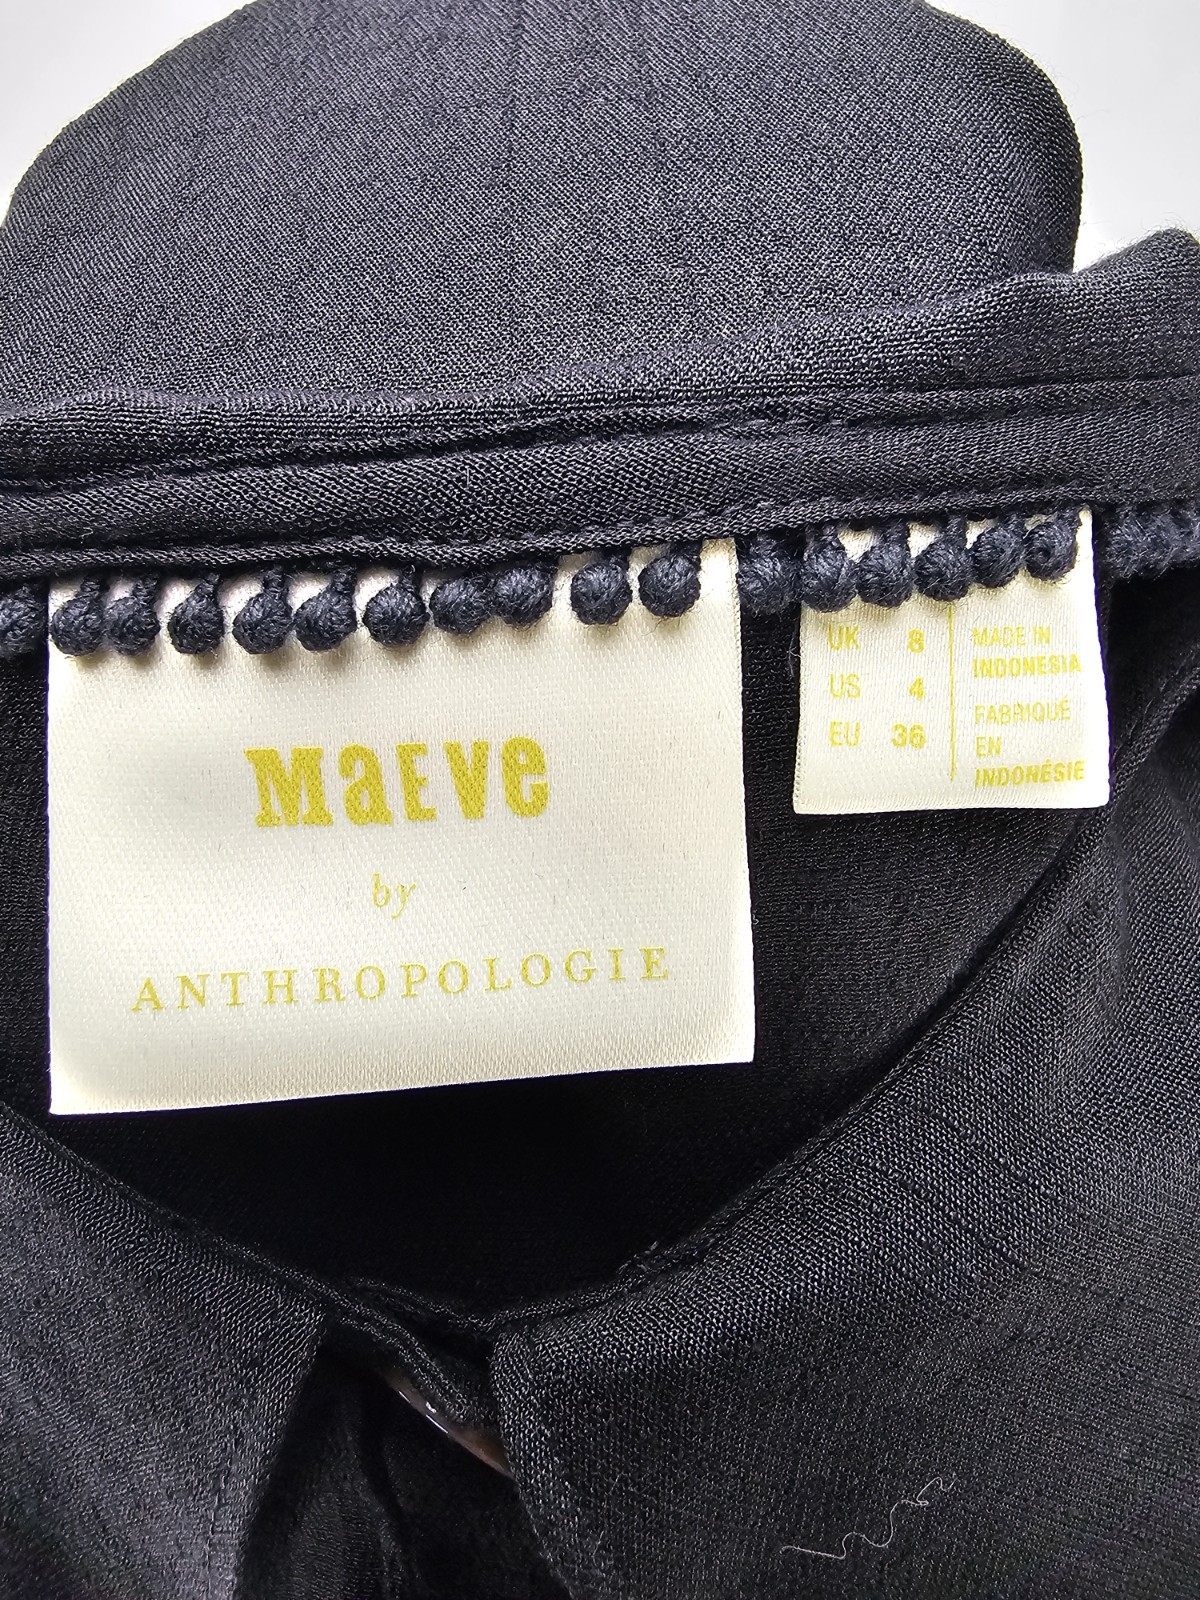 Maeve
by
ANTHROPOLOGIE
UK 8
US 4
EU 36
MADE IN
INDONESIA
FABRIQUÉ
EN
INDONÉSIE